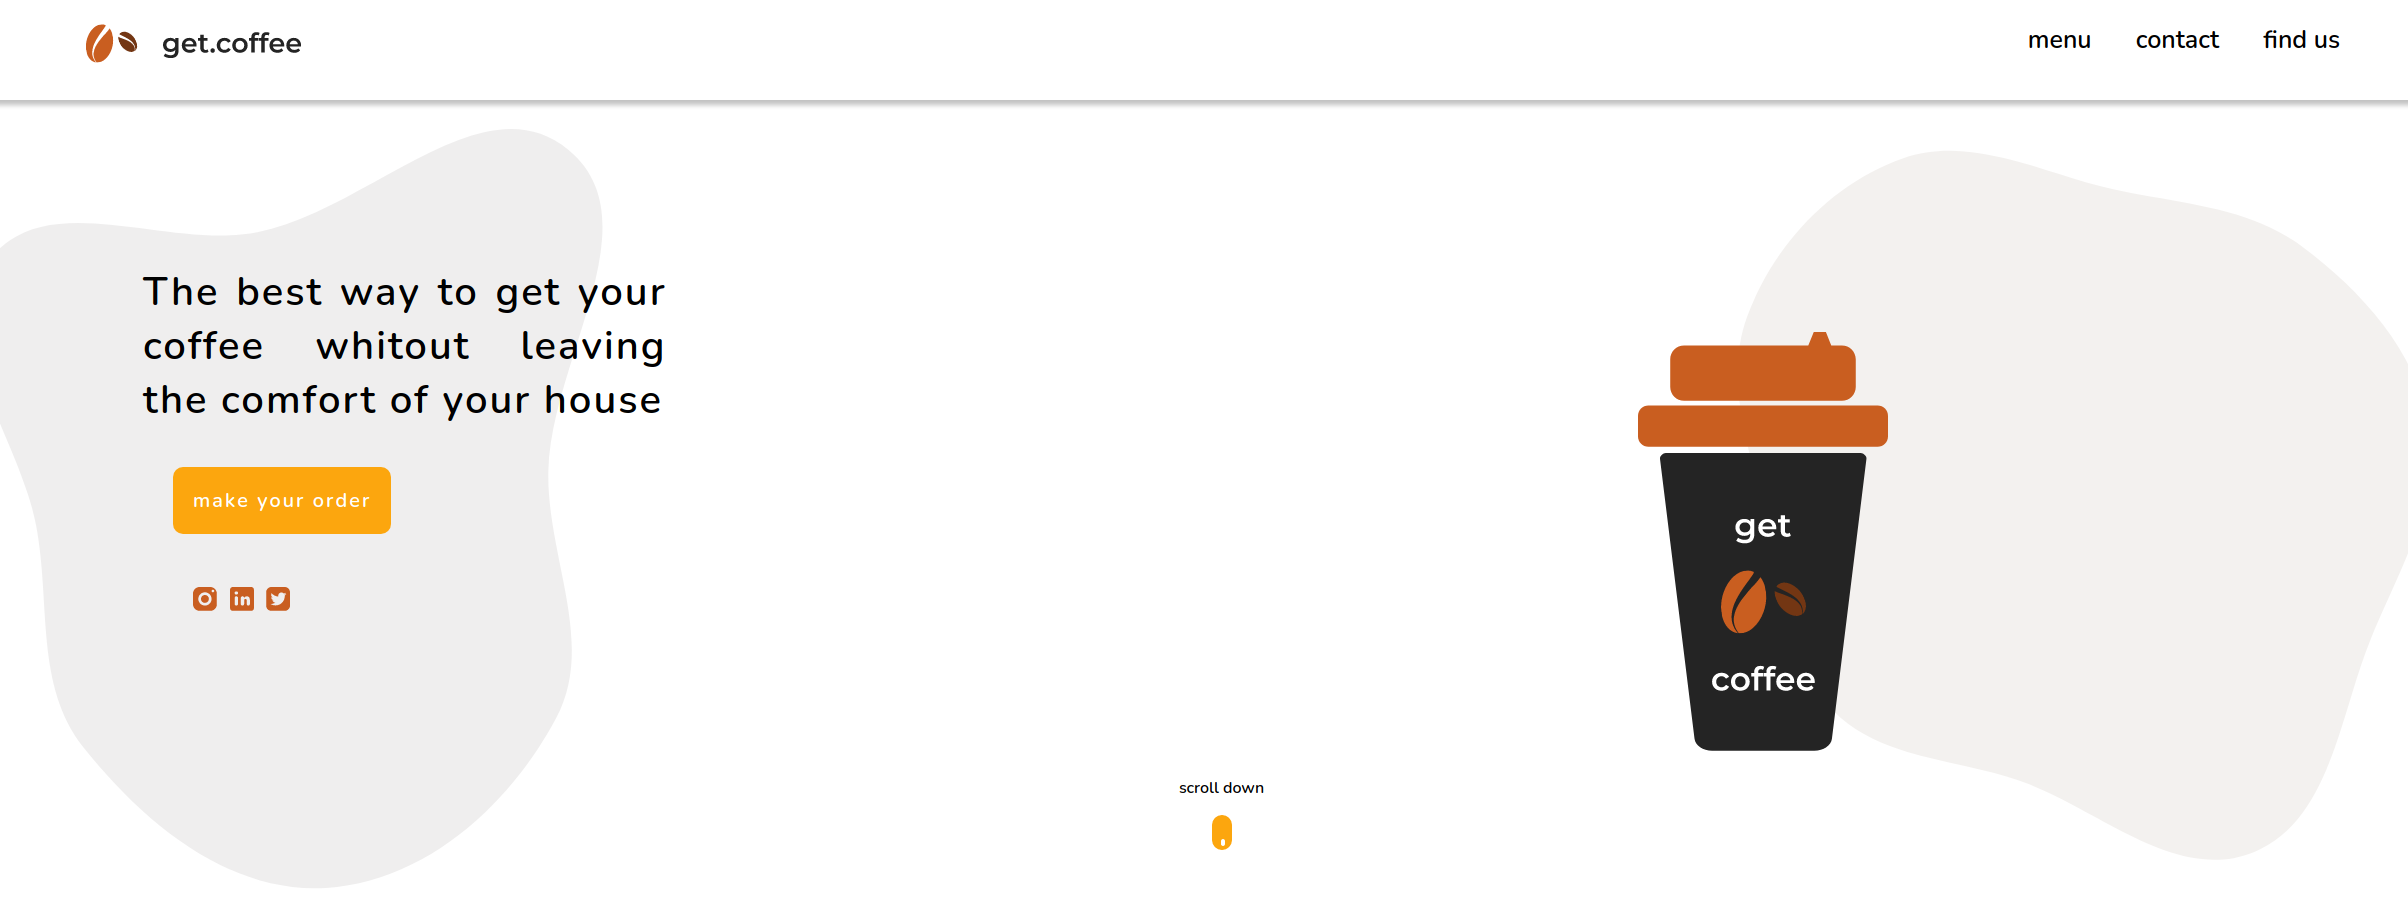 get.coffee
menu contact find us
The best way to get your
coffee whitout leaving
the comfort of your house
make your order
in
get
coffee
scroll down